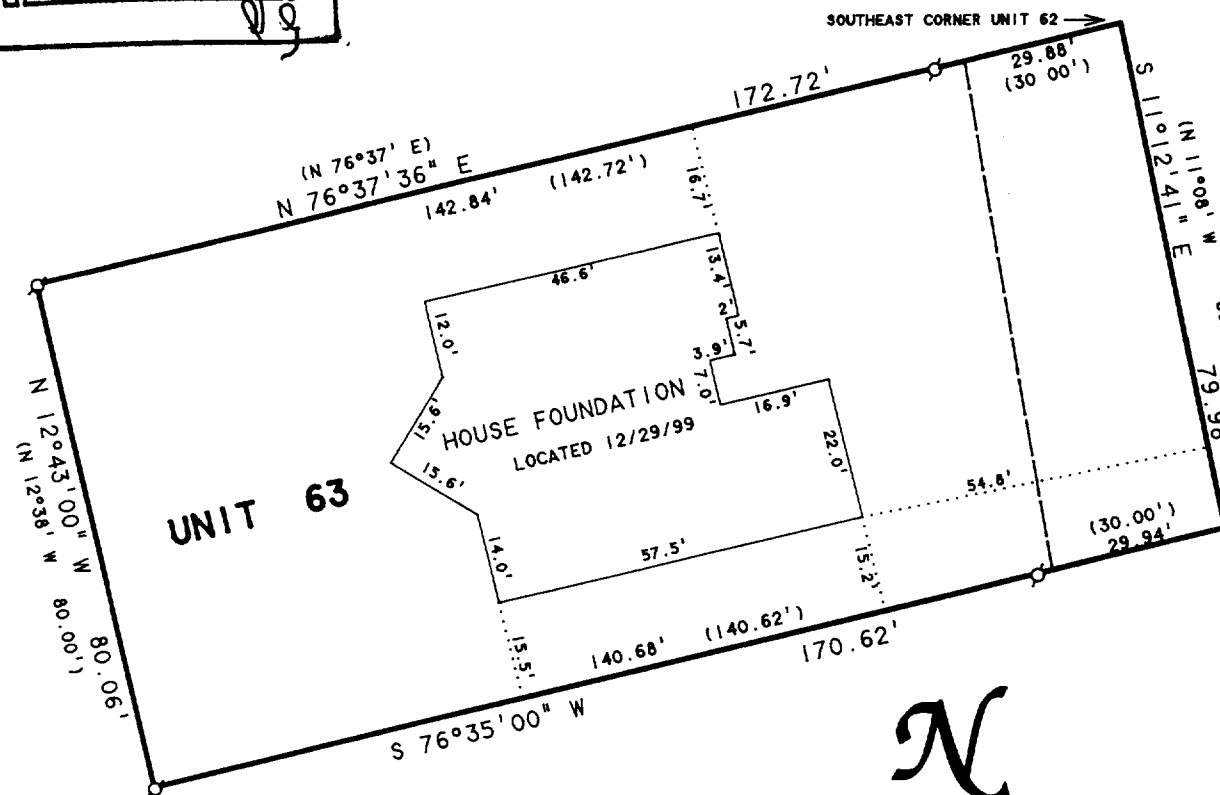 SOUTHEAST CORNER UNIT 62
29.88'
(30 00')
172.72'
(N 76°37' E)
N 76°37'36" E
142.84' (142.72')
16.7'
S 11°12'41" E
(N 11°08' W
79.98
46.6'
13.4'
2'
5.7'
3.9'
7.0'
16.9'
12.0'
15.6'
HOUSE FOUNDATION
LOCATED 12/29/99
22.0'
15.6'
UNIT 63
N 12°43'00" W 80.06'
(N 12°38' W 80.00')
14.0'
57.5'
54.8'
(30.00')
29.94'
15.2'
15.5'
140.68' (140.62')
170.62'
S 76°35'00" W
N